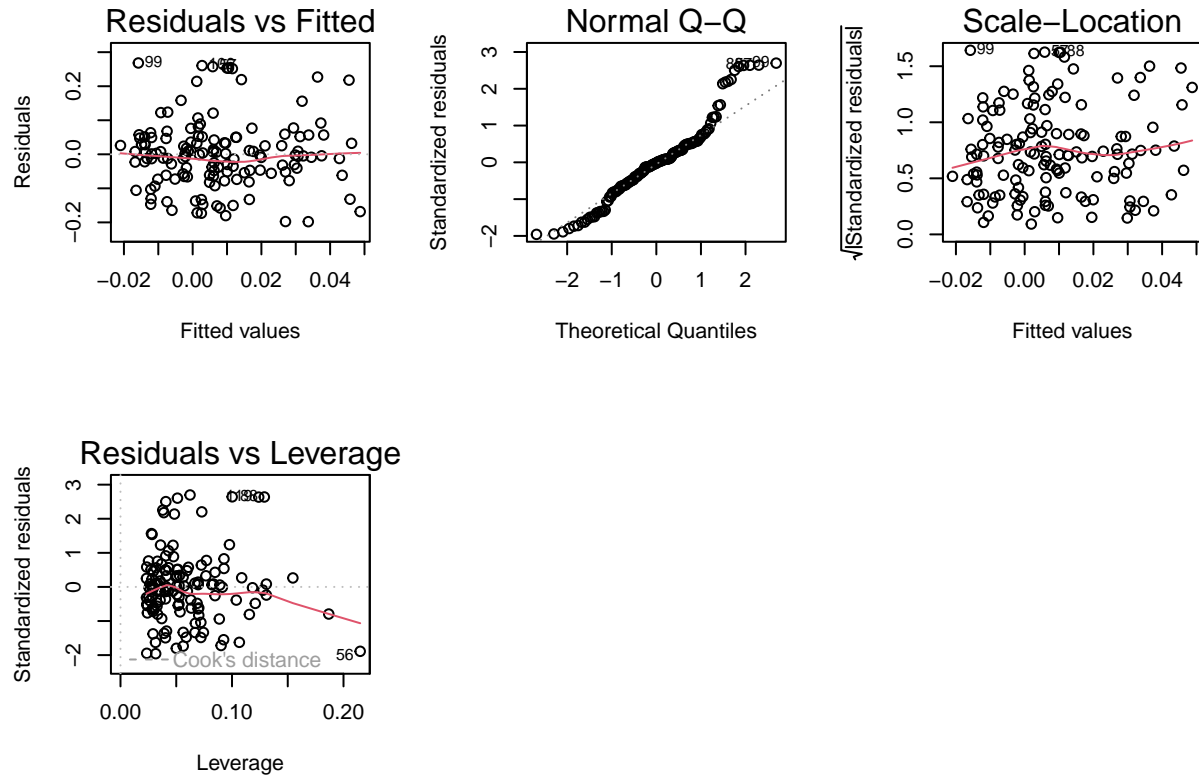 Residuals vs Fitted
Residuals
0.2
0.0
−0.2
99
−0.02 0.00 0.02 0.04
Fitted values
Normal Q−Q
Standardized residuals
3
2
1
0
−2
99
−2 −1 0 1 2
Theoretical Quantiles
Scale−Location
√|Standardized residuals|
1.5
1.0
0.5
0.0
99
88
−0.02 0.00 0.02 0.04
Fitted values
Residuals vs Leverage
Standardized residuals
3
2
1
0
−2
56
Cook's distance
0.00 0.10 0.20
Leverage